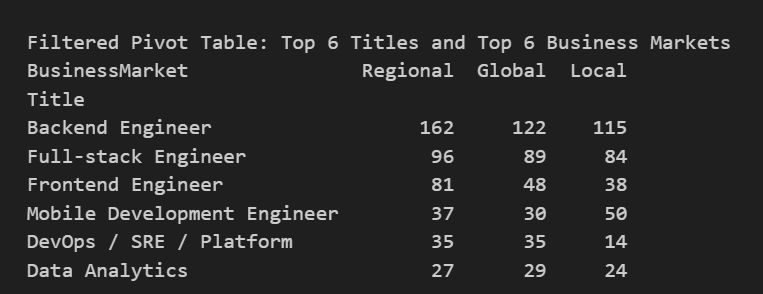 Filtered Pivot Table: Top 6 Titles and Top 6 Business Markets
BusinessMarket Regional Global Local
Title
Backend Engineer 162 122 115
Full-stack Engineer 96 89 84
Frontend Engineer 81 48 38
Mobile Development Engineer 37 30 50
DevOps / SRE / Platform 35 35 14
Data Analytics 27 29 24